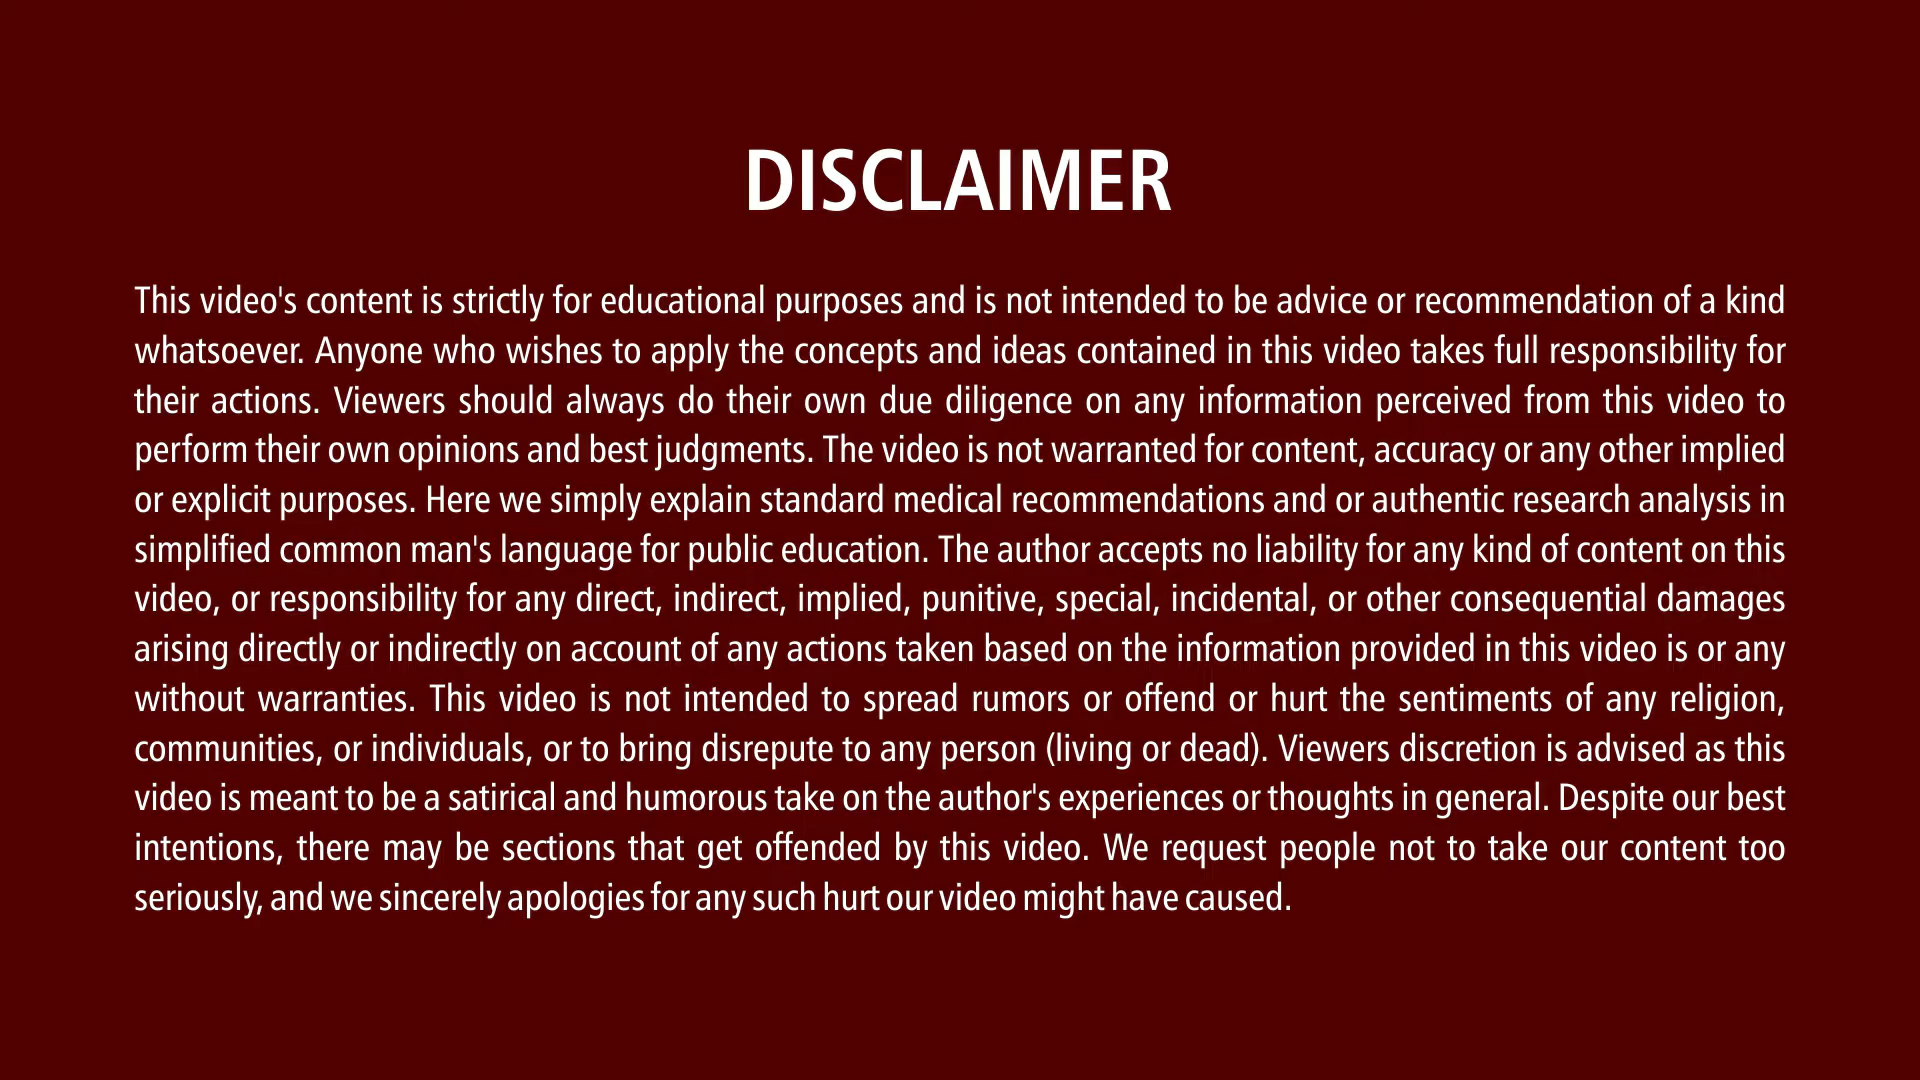 DISCLAIMER
This video's content is strictly for educational purposes and is not intended to be advice or recommendation of a kind
whatsoever. Anyone who wishes to apply the concepts and ideas contained in this video takes full responsibility for
their actions. Viewers should always do their own due diligence on any information perceived from this video to
perform their own opinions and best judgments. The video is not warranted for content, accuracy or any other implied
or explicit purposes. Here we simply explain standard medical recommendations and or authentic research analysis in
simplified common man's language for public education. The author accepts no liability for any kind of content on this
video, or responsibility for any direct, indirect, implied, punitive, special, incidental, or other consequential damages
arising directly or indirectly on account of any actions taken based on the information provided in this video is or any
without warranties. This video is not intended to spread rumors or offend or hurt the sentiments of any religion,
communities, or individuals, or to bring disrepute to any person (living or dead). Viewers discretion is advised as this
video is meant to be a satirical and humorous take on the author's experiences or thoughts in general. Despite our best
intentions, there may be sections that get offended by this video. We request people not to take our content too
seriously, and we sincerely apologies for any such hurt our video might have caused.